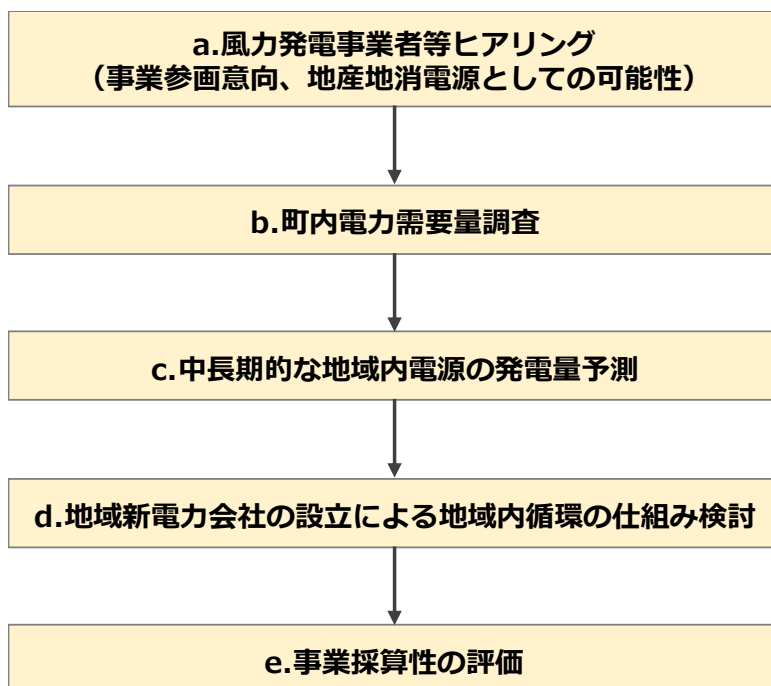 a.風力発電事業者等ヒアリング
（事業参画意向、地産地消電源としての可能性）
b.町内電力需要量調査
c.中長期的な地域内電源の発電量予測
d.地域新電力会社の設立による地域内循環の仕組み検討
e.事業採算性の評価